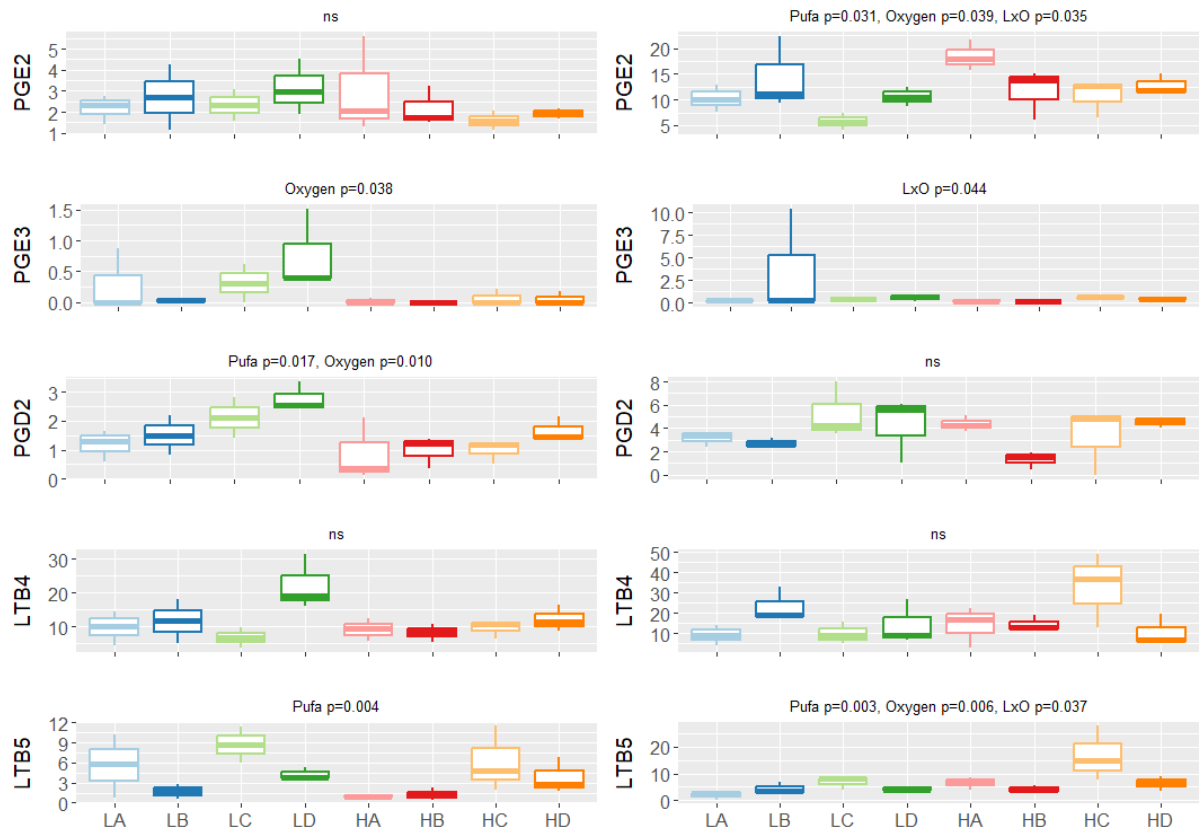 ns
PGE2
5
4
3
2
1
Pufa p=0.031, Oxygen p=0.039, LxO p=0.035
PGE2
20
15
10
5
Oxygen p=0.038
PGE3
1.5
1.0
0.5
0.0
LxO p=0.044
PGE3
10.0
7.5
5.0
2.5
0.0
Pufa p=0.017, Oxygen p=0.010
PGD2
3
2
1
0
ns
PGD2
8
6
4
2
0
ns
LTB4
30
20
10
ns
LTB4
50
40
30
20
10
Pufa p=0.004
LTB5
12
9
6
3
0
LA LB LC LD HA HB HC HD
Pufa p=0.003, Oxygen p=0.006, LxO p=0.037
LTB5
20
10
0
LA LB LC LD HA HB HC HD